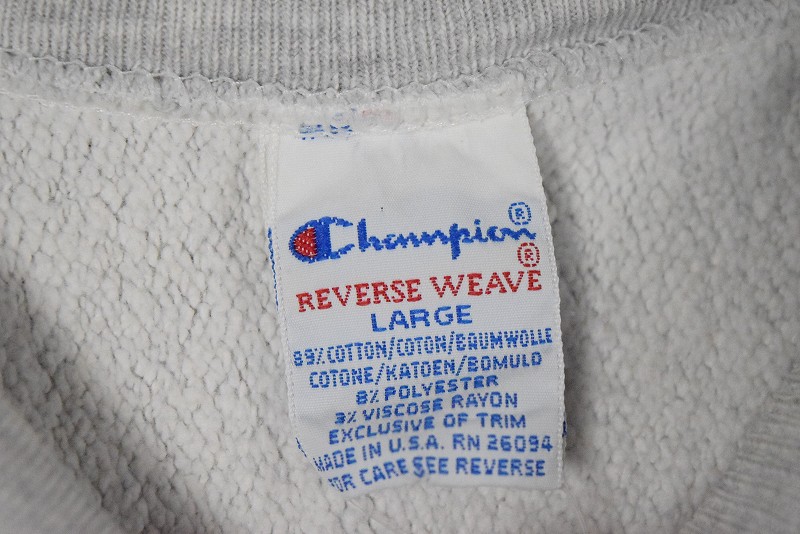 Champion®
®
REVERSE WEAVE
LARGE
89% COTTON/COTON/BAUMWOLLE
COTONE/KATOEN/BOMULD
8% POLYESTER
3% VISCOSE RAYON
EXCLUSIVE OF TRIM
MADE IN U.S.A. RN 26094
FOR CARE SEE REVERSE